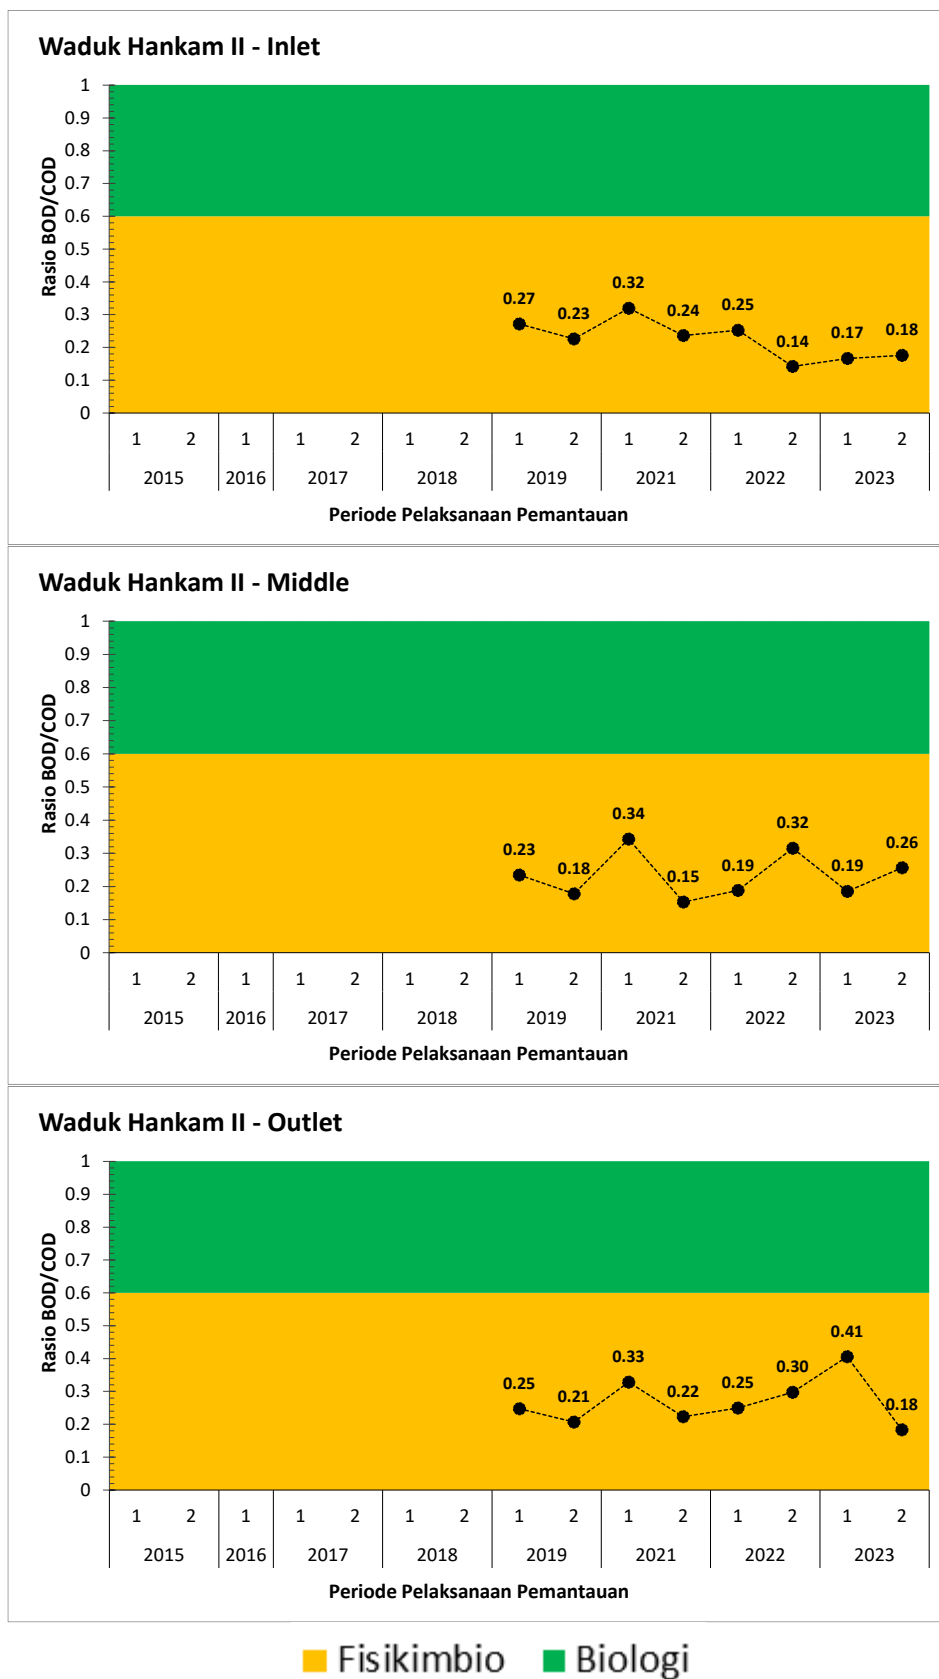 Waduk Hankam II - Inlet
Rasio BOD/COD
1
0.9
0.8
0.7
0.6
0.5
0.4
0.3
0.2
0.1
0
0.27 0.23 0.32 0.24 0.25 0.14 0.17 0.18
1 2 1 1 2 1 2 1 2 1 2 1 2 1 2
2015 2016 2017 2018 2019 2021 2022 2023
Periode Pelaksanaan Pemantauan
Waduk Hankam II - Middle
Rasio BOD/COD
1
0.9
0.8
0.7
0.6
0.5
0.4
0.3
0.2
0.1
0
0.23 0.18 0.34 0.15 0.19 0.32 0.19 0.26
1 2 1 1 2 1 2 1 2 1 2 1 2 1 2
2015 2016 2017 2018 2019 2021 2022 2023
Periode Pelaksanaan Pemantauan
Waduk Hankam II - Outlet
Rasio BOD/COD
1
0.9
0.8
0.7
0.6
0.5
0.4
0.3
0.2
0.1
0
0.25 0.21 0.33 0.22 0.25 0.30 0.41 0.18
1 2 1 1 2 1 2 1 2 1 2 1 2 1 2
2015 2016 2017 2018 2019 2021 2022 2023
Periode Pelaksanaan Pemantauan
Fisikimbio Biologi